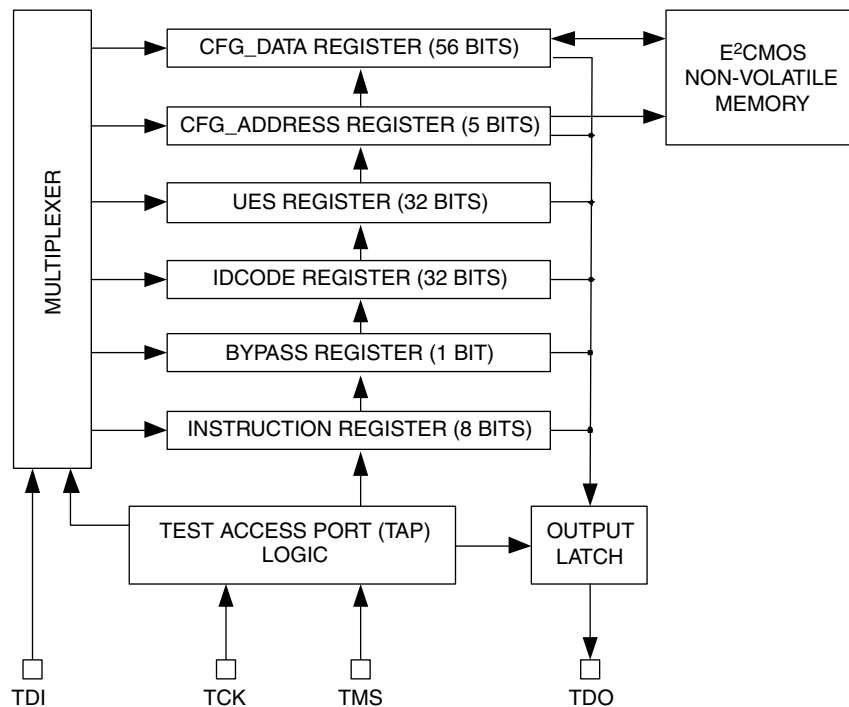 CFG_DATA REGISTER (56 BITS)
E²CMOS
NON-VOLATILE
MEMORY
CFG_ADDRESS REGISTER (5 BITS)
MULTIPLEXER
UES REGISTER (32 BITS)
IDCODE REGISTER (32 BITS)
BYPASS REGISTER (1 BIT)
INSTRUCTION REGISTER (8 BITS)
TEST ACCESS PORT (TAP)
LOGIC
OUTPUT
LATCH
TDI
TCK
TMS
TDO